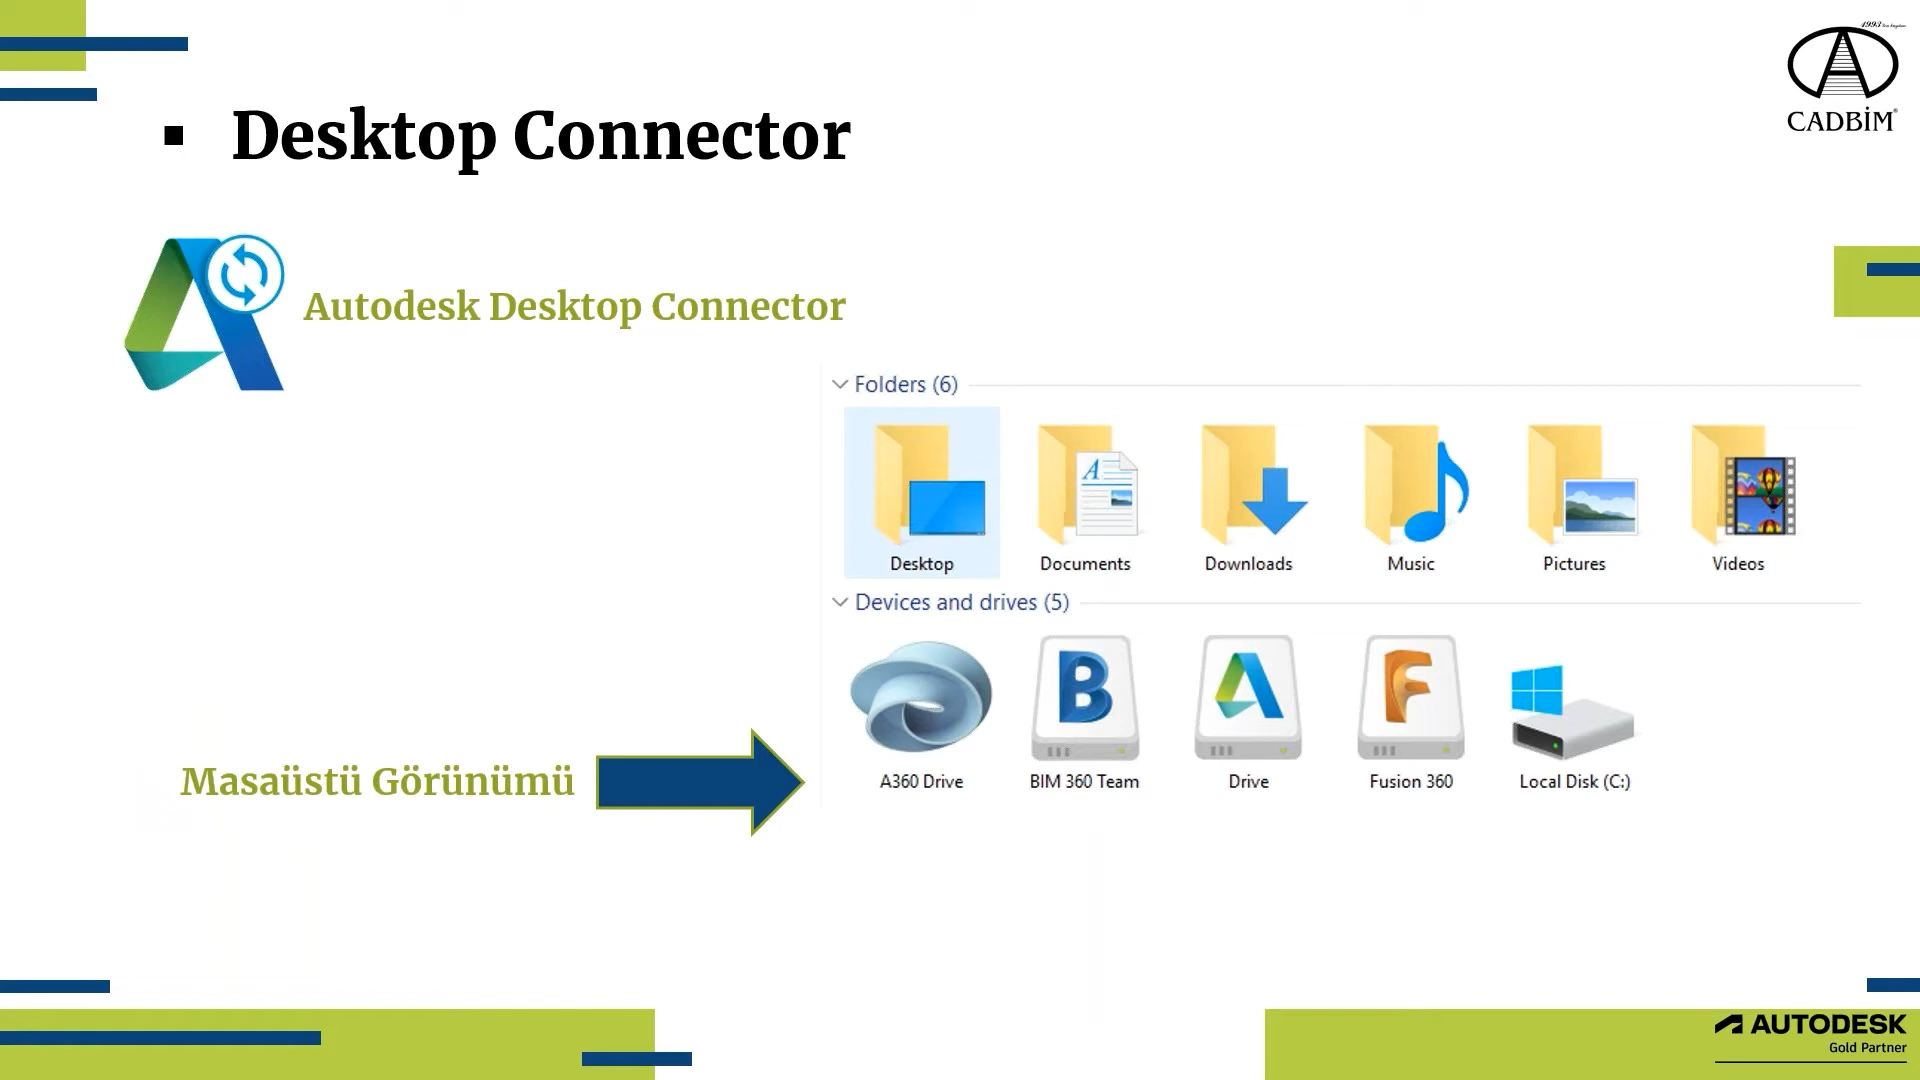 1993
CADBİM
▪ Desktop Connector
Autodesk Desktop Connector
Folders (6)
Desktop
Documents
Downloads
Music
Pictures
Videos
Devices and drives (5)
A360 Drive
BIM 360 Team
Drive
Fusion 360
Local Disk (C:)
Masaüstü Görünümü
AUTODESK
Gold Partner